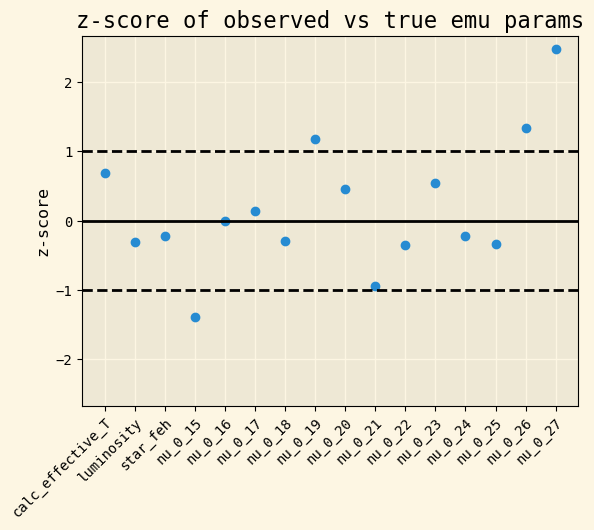 z-score of observed vs true emu params
z-score
2
1
0
−1
−2
calc_effective_T
luminosity
star_feh
nu_0_15
nu_0_16
nu_0_17
nu_0_18
nu_0_19
nu_0_20
nu_0_21
nu_0_22
nu_0_23
nu_0_24
nu_0_25
nu_0_26
nu_0_27